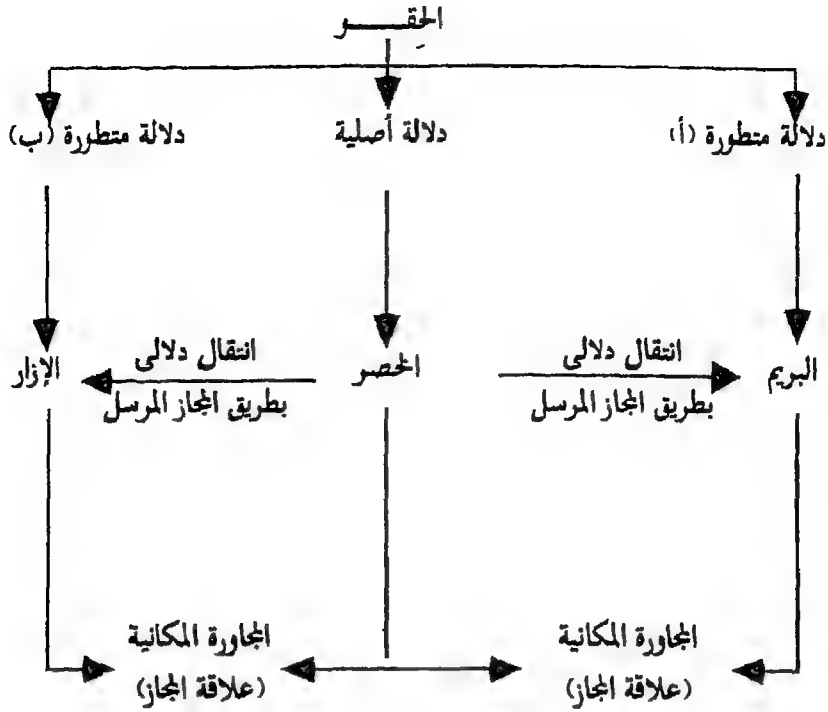 الحِقـــر
دلالة متطورة (أ)
دلالة أصلية
دلالة متطورة (ب)
البريم
انتقال دلالى
بطريق المجاز المرسل
الخصر
انتقال دلالى
بطريق المجاز المرسل
الإزار
المجاورة المكانية
(علاقة المجاز)
المجاورة المكانية
(علاقة المجاز)